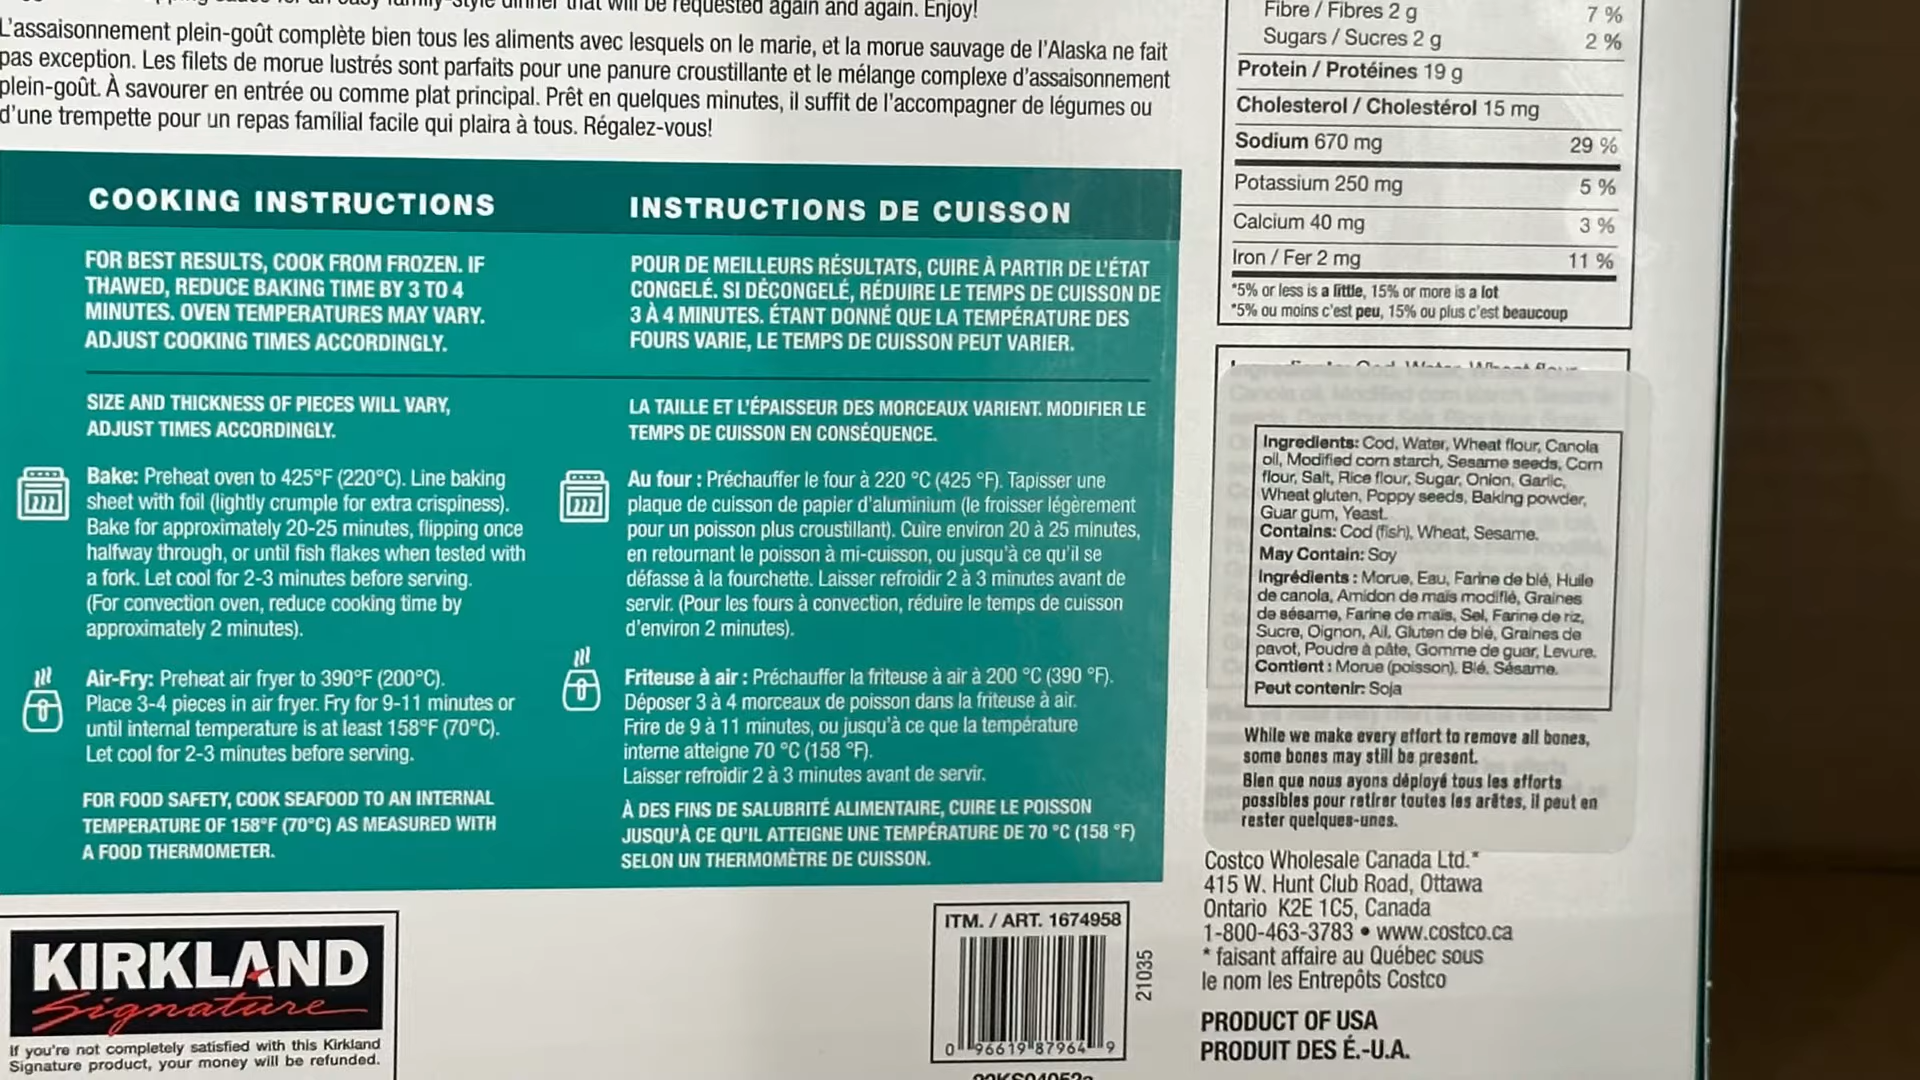 will be requested again and again. Enjoy!
L'assaisonnement plein-goût complète bien tous les aliments avec lesquels on le marie, et la morue sauvage de l'Alaska ne fait
pas exception. Les filets de morue lustrés sont parfaits pour une panure croustillante et le mélange complexe d'assaisonnement
plein-goût. À savourer en entrée ou comme plat principal. Prêt en quelques minutes, il suffit de l'accompagner de légumes ou
d'une trempette pour un repas familial facile qui plaira à tous. Régalez-vous!
COOKING INSTRUCTIONS
FOR BEST RESULTS, COOK FROM FROZEN. IF
THAWED, REDUCE BAKING TIME BY 3 TO 4
MINUTES. OVEN TEMPERATURES MAY VARY.
ADJUST COOKING TIMES ACCORDINGLY.
SIZE AND THICKNESS OF PIECES WILL VARY,
ADJUST TIMES ACCORDINGLY.
Bake: Preheat oven to 425°F (220°C). Line baking
sheet with foil (lightly crumple for extra crispiness).
Bake for approximately 20-25 minutes, flipping once
halfway through, or until fish flakes when tested with
a fork. Let cool for 2-3 minutes before serving.
(For convection oven, reduce cooking time by
approximately 2 minutes).
Air-Fry: Preheat air fryer to 390°F (200°C).
Place 3-4 pieces in air fryer. Fry for 9-11 minutes or
until internal temperature is at least 158°F (70°C).
Let cool for 2-3 minutes before serving.
FOR FOOD SAFETY, COOK SEAFOOD TO AN INTERNAL
TEMPERATURE OF 158°F (70°C) AS MEASURED WITH
A FOOD THERMOMETER.
INSTRUCTIONS DE CUISSON
POUR DE MEILLEURS RÉSULTATS, CUIRE À PARTIR DE L'ÉTAT
CONGELÉ. SI DÉCONGELÉ, RÉDUIRE LE TEMPS DE CUISSON DE
3 À 4 MINUTES. ÉTANT DONNÉ QUE LA TEMPÉRATURE DES
FOURS VARIE, LE TEMPS DE CUISSON PEUT VARIER.
LA TAILLE ET L'ÉPAISSEUR DES MORCEAUX VARIENT. MODIFIER LE
TEMPS DE CUISSON EN CONSÉQUENCE.
Au four : Préchauffer le four à 220 °C (425 °F). Tapisser une
plaque de cuisson de papier d'aluminium (le froisser légèrement
pour un poisson plus croustillant). Cuire environ 20 à 25 minutes,
en retournant le poisson à mi-cuisson, ou jusqu'à ce qu'il se
défasse à la fourchette. Laisser refroidir 2 à 3 minutes avant de
servir. (Pour les fours à convection, réduire le temps de cuisson
d'environ 2 minutes).
Friteuse à air : Préchauffer la friteuse à air à 200 °C (390 °F).
Déposer 3 à 4 morceaux de poisson dans la friteuse à air.
Frire de 9 à 11 minutes, ou jusqu'à ce que la température
interne atteigne 70 °C (158 °F).
Laisser refroidir 2 à 3 minutes avant de servir.
À DES FINS DE SALUBRITÉ ALIMENTAIRE, CUIRE LE POISSON
JUSQU'À CE QU'IL ATTEIGNE UNE TEMPÉRATURE DE 70 °C (158 °F)
SELON UN THERMOMÈTRE DE CUISSON.
KIRKLAND
Signature
If you're not completely satisfied with this Kirkland
Signature product, your money will be refunded.
ITM. / ART. 1674958
0 96619 87964 9
21035
Fibre / Fibres 2 g 7 %
Sugars / Sucres 2 g 2 %
Protein / Protéines 19 g
Cholesterol / Cholestérol 15 mg
Sodium 670 mg 29 %
Potassium 250 mg 5 %
Calcium 40 mg 3 %
Iron / Fer 2 mg 11 %
*5% or less is a little, 15% or more is a lot
*5% ou moins c'est peu, 15% ou plus c'est beaucoup
Ingredients: Cod, Water, Wheat flour, Canola
oil, Modified corn starch, Sesame seeds, Corn
flour, Salt, Rice flour, Sugar, Onion, Garlic,
Wheat gluten, Poppy seeds, Baking powder,
Guar gum, Yeast.
Contains: Cod (fish), Wheat, Sesame.
May Contain: Soy
Ingrédients : Morue, Eau, Farine de blé, Huile
de canola, Amidon de maïs modifié, Graines
de sésame, Farine de maïs, Sel, Farine de riz,
Sucre, Oignon, Ail, Gluten de blé, Graines de
pavot, Poudre à pâte, Gomme de guar, Levure.
Contient : Morue (poisson), Blé, Sésame.
Peut contenir: Soja
While we make every effort to remove all bones,
some bones may still be present.
Bien que nous ayons déployé tous les efforts
possibles pour retirer toutes les arêtes, il peut en
rester quelques-unes.
Costco Wholesale Canada Ltd.*
415 W. Hunt Club Road, Ottawa
Ontario K2E 1C5, Canada
1-800-463-3783 • www.costco.ca
* faisant affaire au Québec sous
le nom les Entrepôts Costco
PRODUCT OF USA
PRODUIT DES É.-U.A.